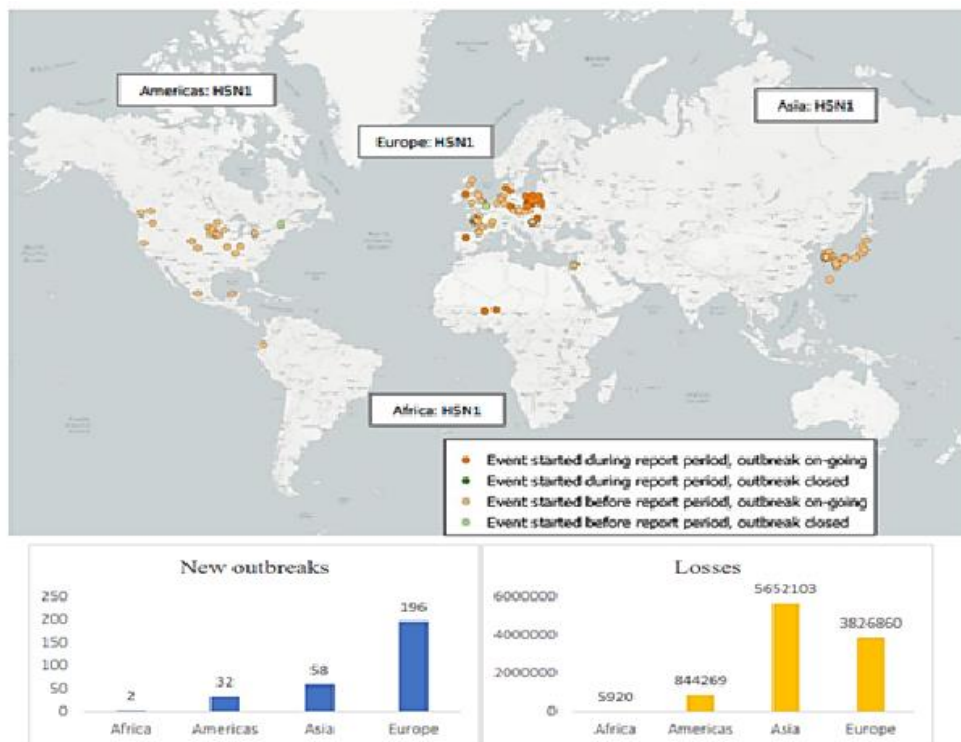 Americas: H5N1
Asia: H5N1
Europe: H5N1
Africa: H5N1
Event started during report period, outbreak on-going
Event started during report period, outbreak closed
Event started before report period, outbreak on-going
Event started before report period, outbreak closed
New outbreaks
250
200
150
100
50
0
2
32
58
196
Africa
Americas
Asia
Europe
Losses
6000000
4000000
2000000
0
5920
844269
5652103
3826860
Africa
Americas
Asia
Europe